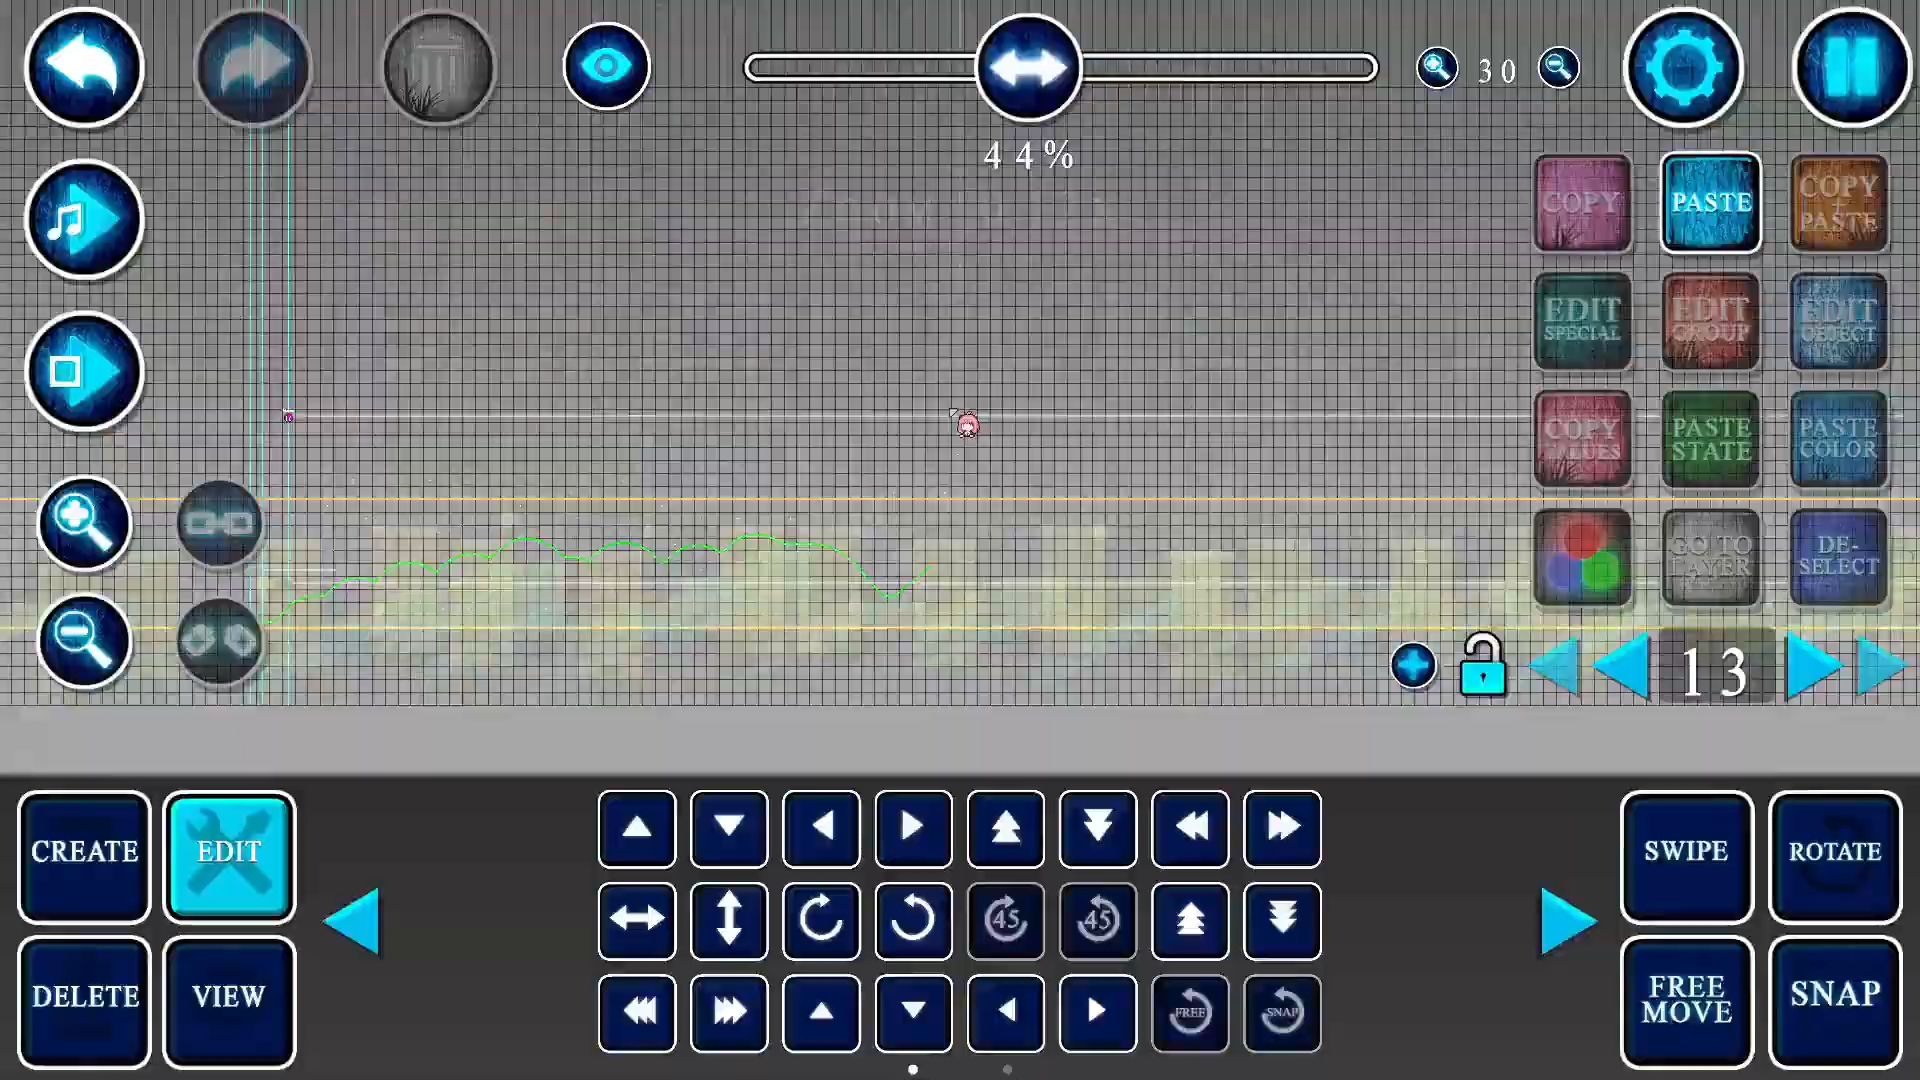 30
44%
COPY
PASTE
COPY
+
PASTE
EDIT
SPECIAL
EDIT
GROUP
EDIT
OBJECT
COPY
VALUES
PASTE
STATE
PASTE
COLOR
GO TO
LAYER
DE-
SELECT
13
CREATE
EDIT
DELETE
VIEW
45
45
FREE
SNAP
SWIPE
ROTATE
FREE
MOVE
SNAP